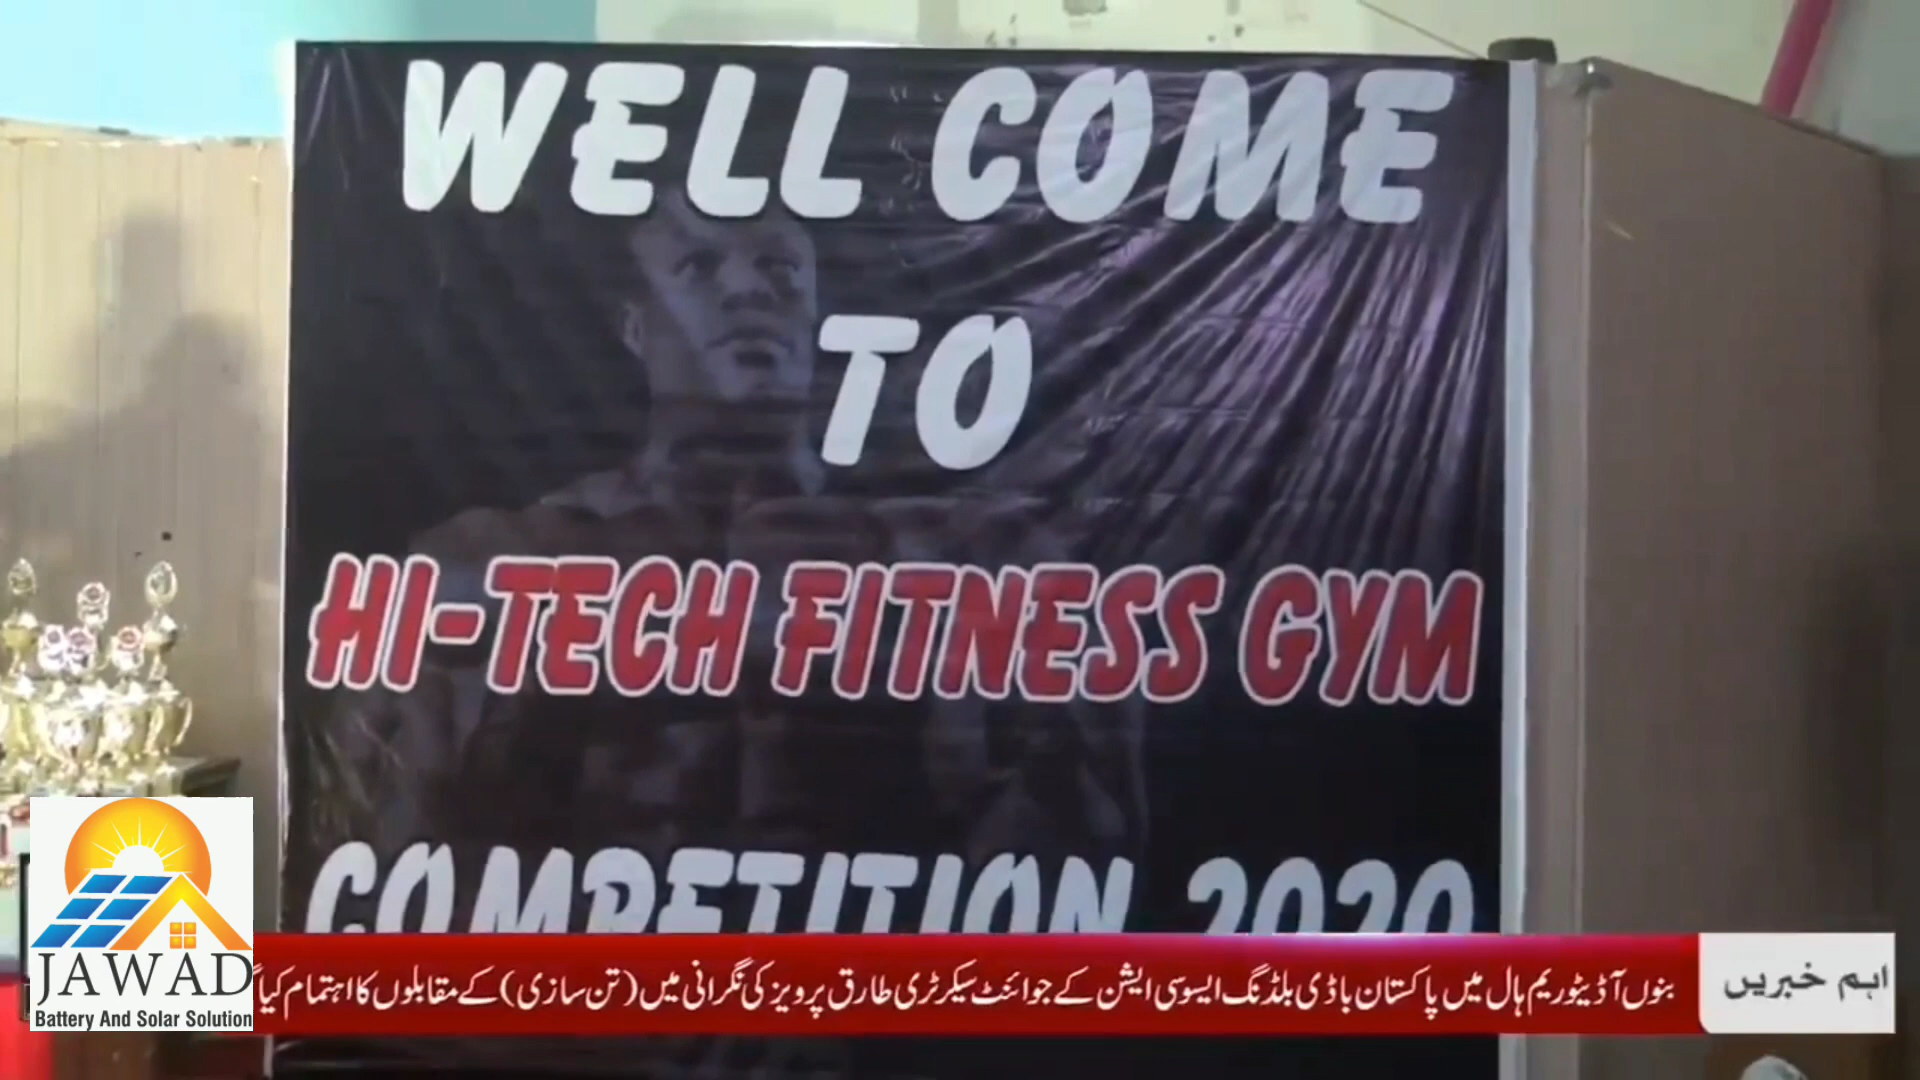 WELL COME
TO
HI-TECH FITNESS GYM
COMPETITION 2020
JAWAD
Battery And Solar Solution
بنوں آڈیٹوریم ہال میں پاکستان باڈی بلڈنگ ایسوسی ایشن کے جوائنٹ سیکرٹری طارق پرویز کی نگرانی میں (تن سازی) کے مقابلوں کا اہتمام کیا
اہم خبریں